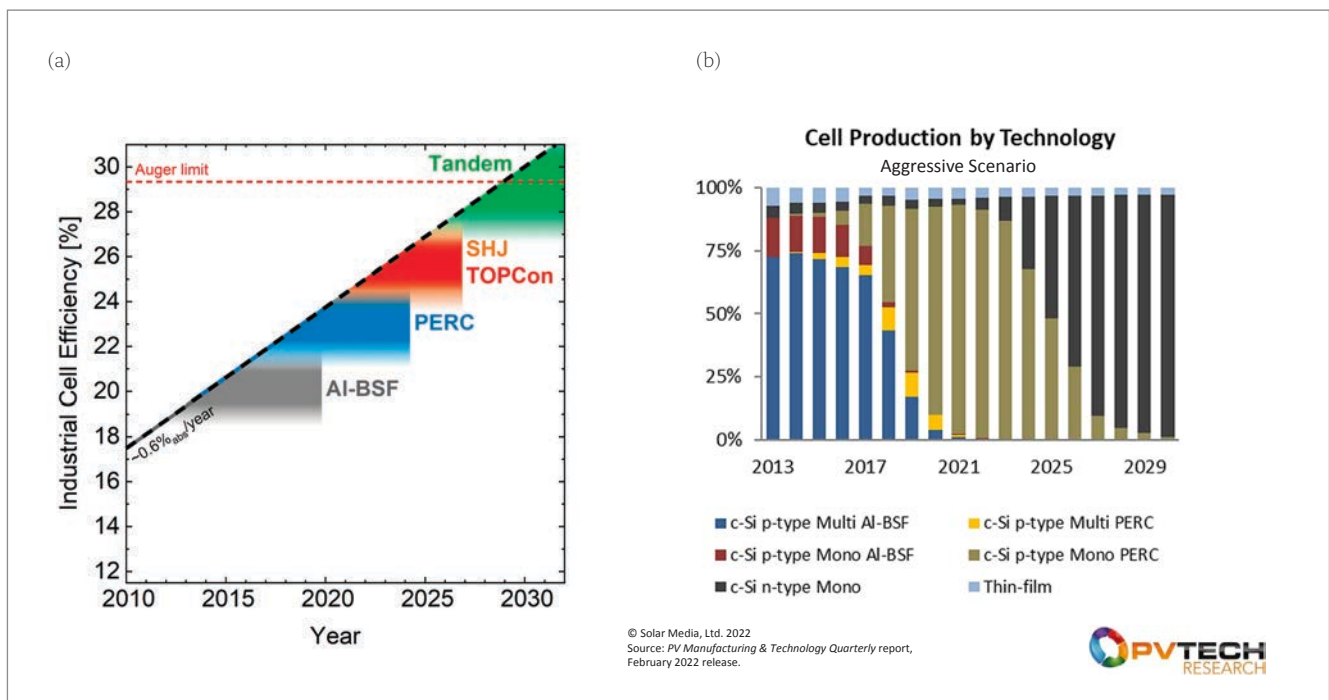 (a)
Industrial Cell Efficiency [%]
30
28
26
24
22
20
18
16
14
12
Auger limit
Tandem
SHJ
TOPCon
PERC
Al-BSF
~0.6%abs/year
2010 2015 2020 2025 2030
Year
(b)
Cell Production by Technology
Aggressive Scenario
100%
75%
50%
25%
0%
2013 2017 2021 2025 2029
c-Si p-type Multi Al-BSF
c-Si p-type Multi PERC
c-Si p-type Mono Al-BSF
c-Si p-type Mono PERC
c-Si n-type Mono
Thin-film
© Solar Media, Ltd. 2022
Source: PV Manufacturing & Technology Quarterly report,
February 2022 release.
PVTECH
RESEARCH